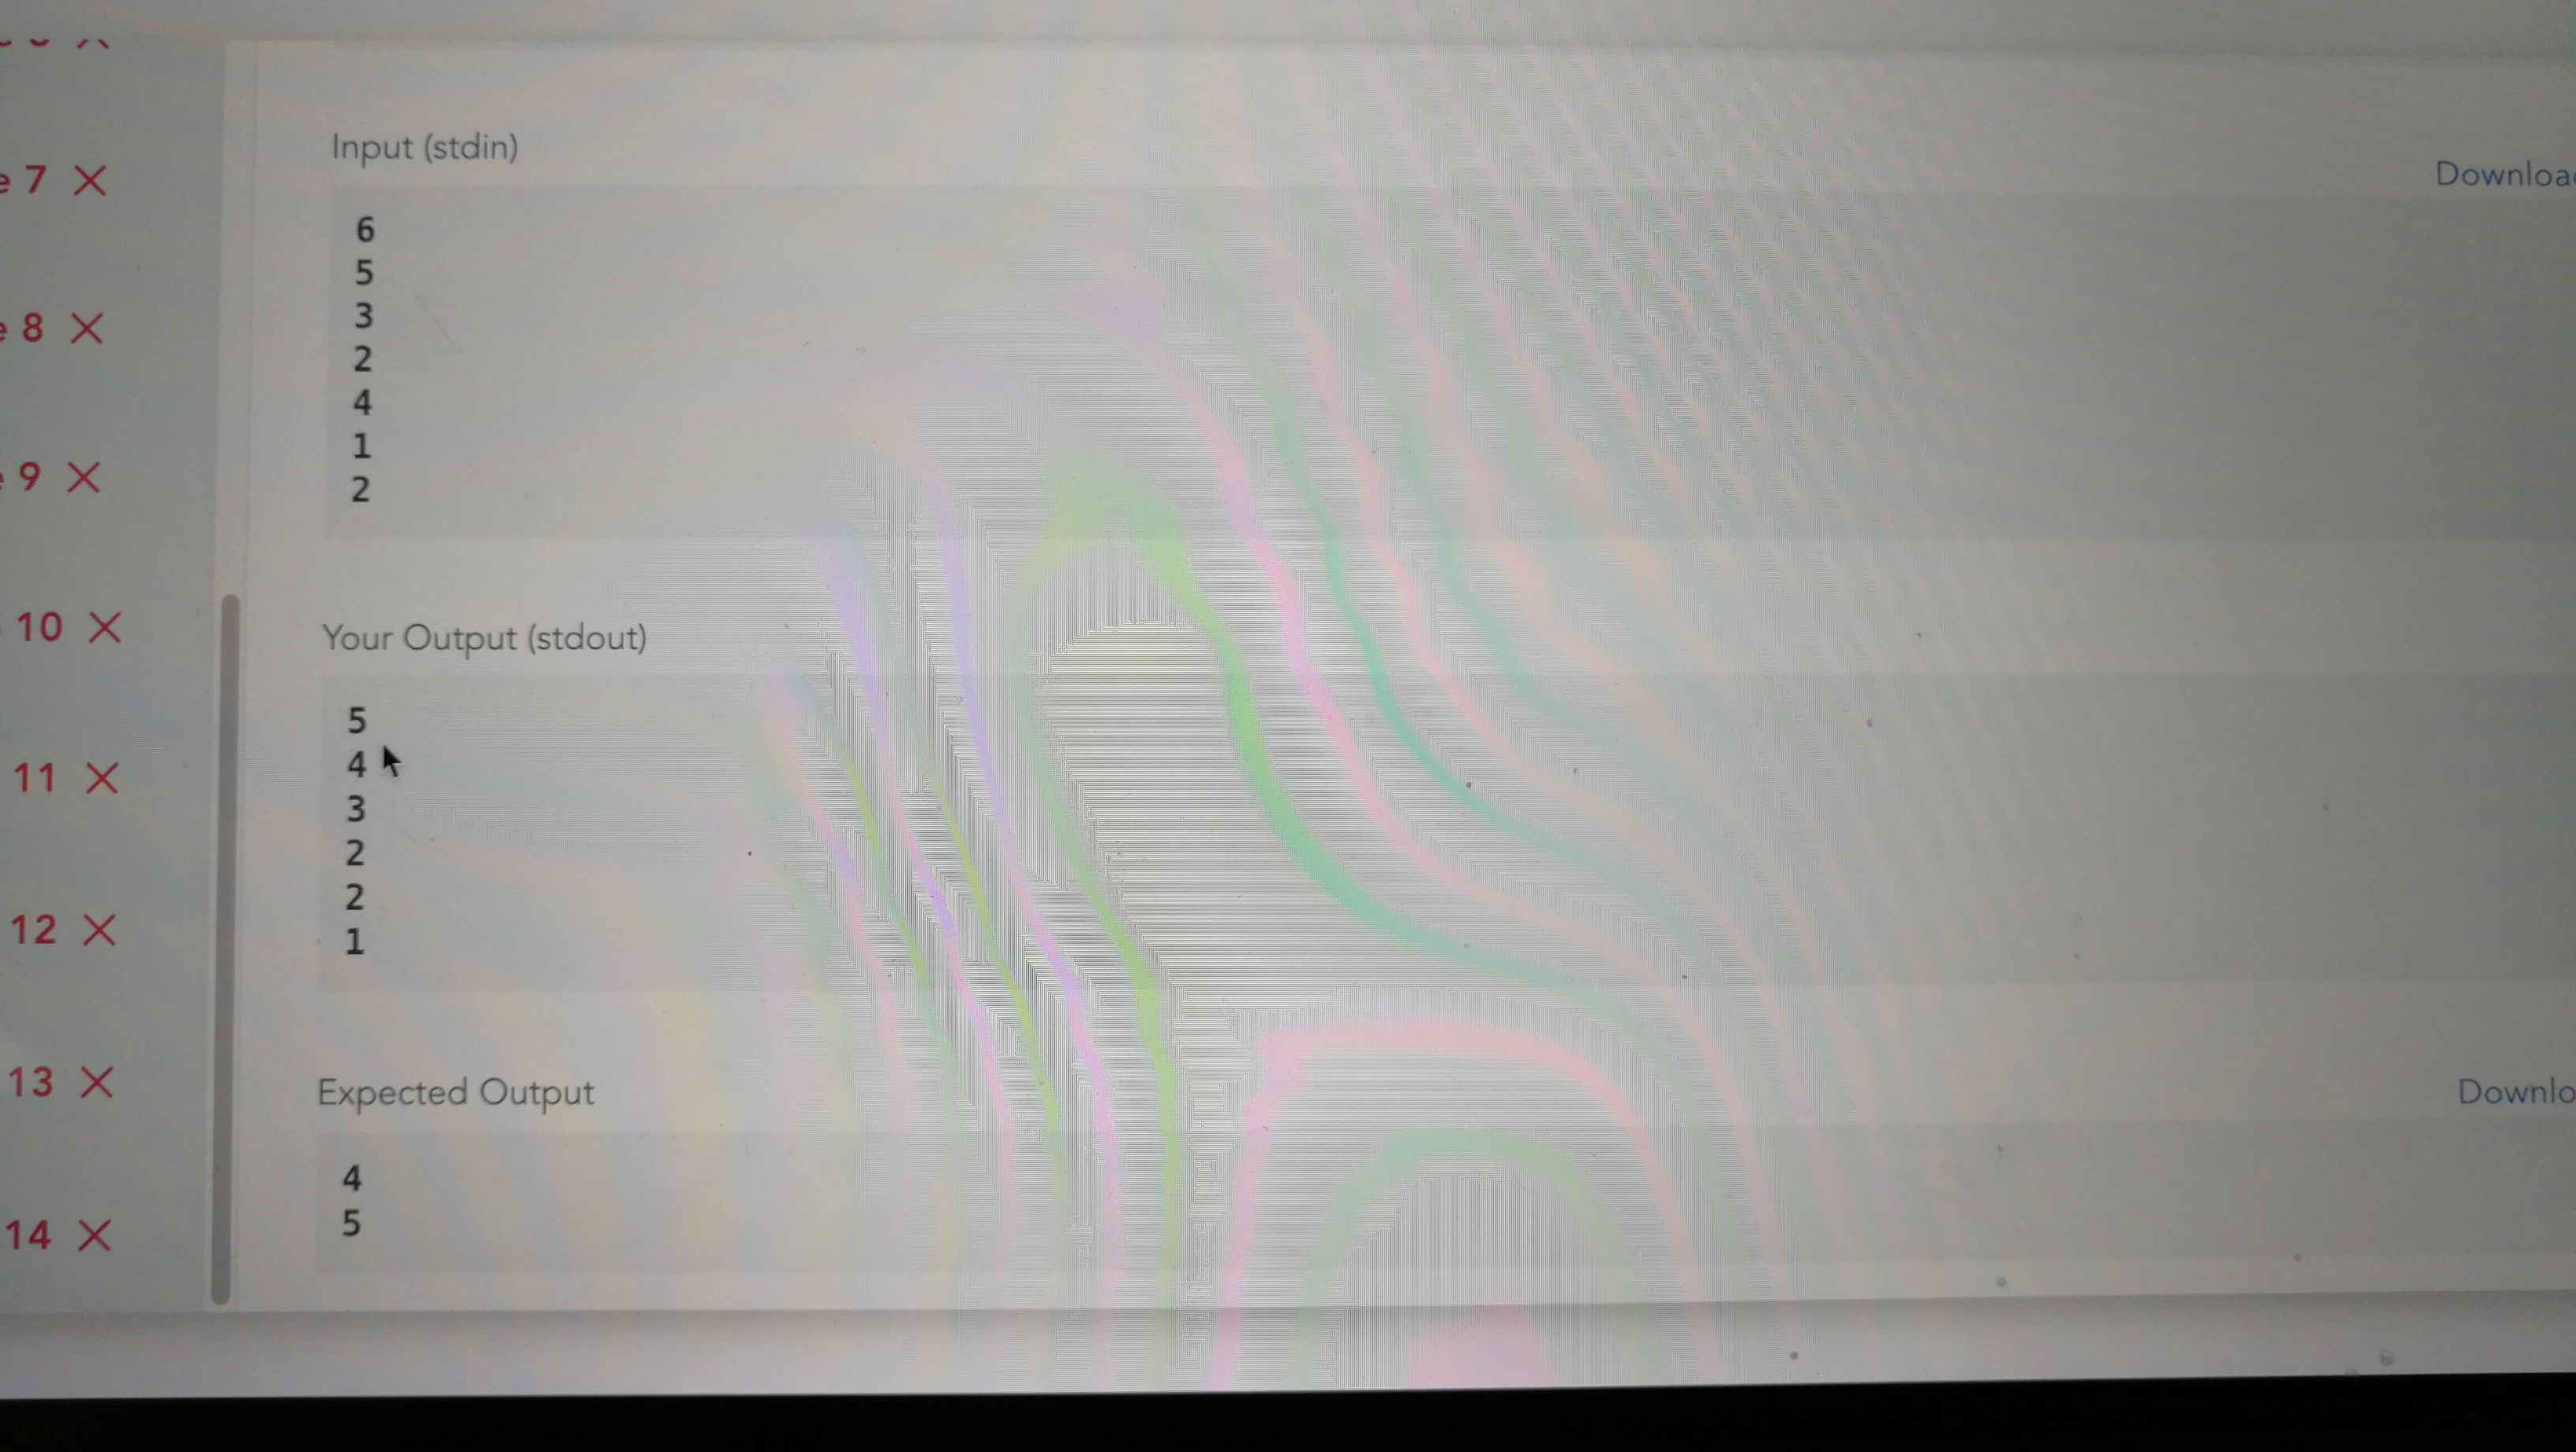 Input (stdin)
Download
6
5
3
2
4
1
2
Your Output (stdout)
5
4
3
2
2
1
Expected Output
Downlo
4
5
e 7 ×
e 8 ×
e 9 ×
10 ×
11 ×
12 ×
13 ×
14 ×